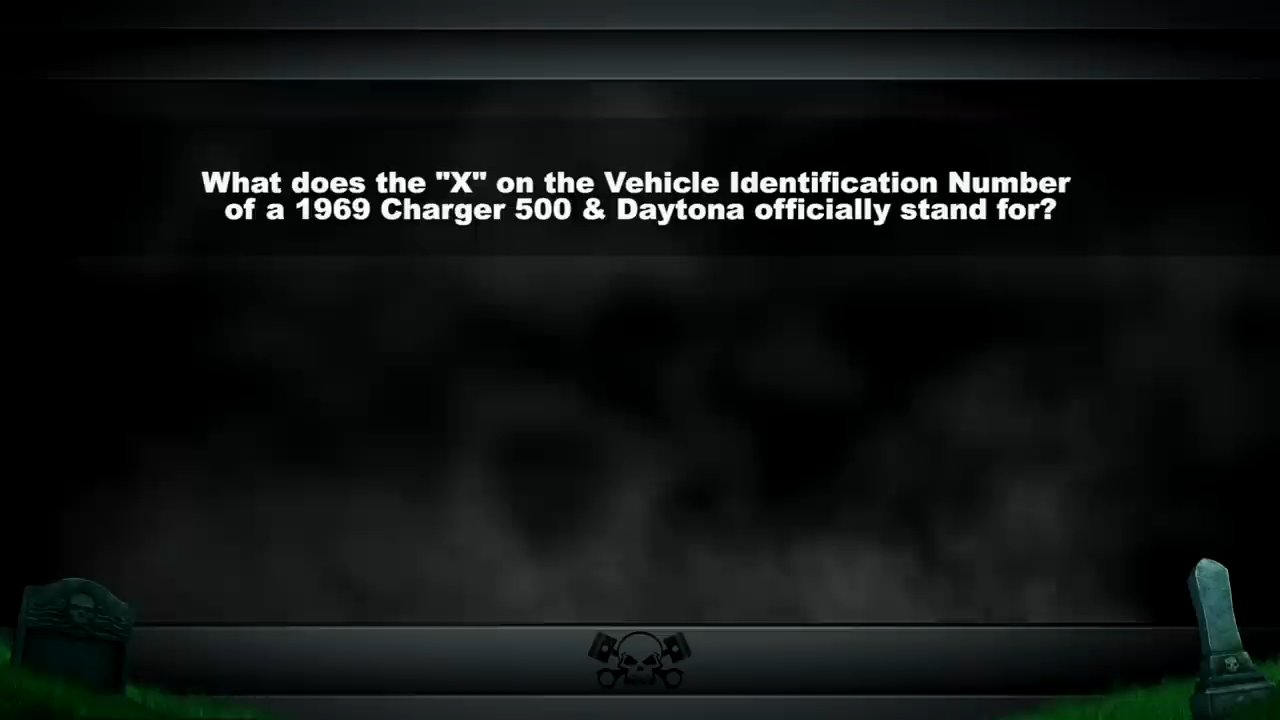 What does the "X" on the Vehicle Identification Number
of a 1969 Charger 500 & Daytona officially stand for?